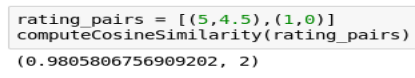 rating_pairs = [(5,4.5),(1,0)]
computeCosineSimilarity(rating_pairs)
(0.9805806756909202, 2)